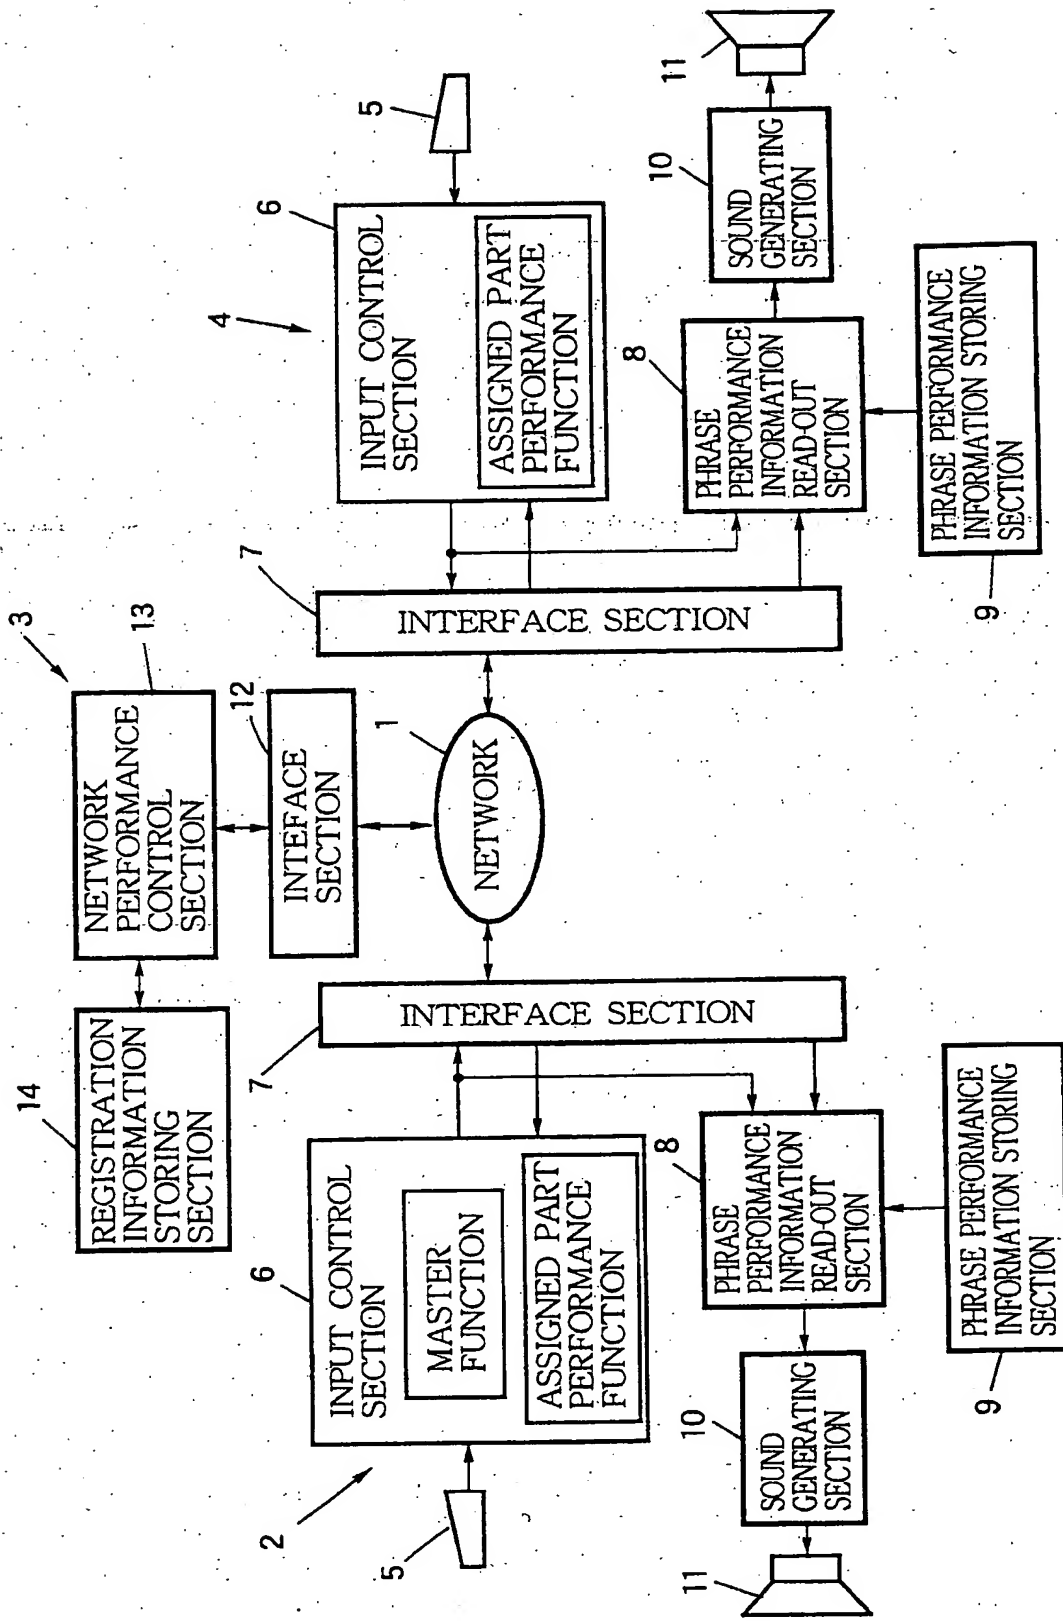 3
14
REGISTRATION
INFORMATION
STORING
SECTION
NETWORK
PERFORMANCE
CONTROL
SECTION
13
12
INTEFACE
SECTION
1
NETWORK
2
5
6
INPUT CONTROL
SECTION
MASTER
FUNCTION
ASSIGNED PART
PERFORMANCE
FUNCTION
7
INTERFACE SECTION
8
PHRASE
PERFORMANCE
INFORMATION
READ-OUT
SECTION
9
PHRASE PERFORMANCE
INFORMATION STORING
SECTION
10
SOUND
GENERATING
SECTION
11
7
INTERFACE SECTION
4
6
INPUT CONTROL
SECTION
ASSIGNED PART
PERFORMANCE
FUNCTION
5
8
PHRASE
PERFORMANCE
INFORMATION
READ-OUT
SECTION
9
PHRASE PERFORMANCE
INFORMATION STORING
SECTION
10
SOUND
GENERATING
SECTION
11